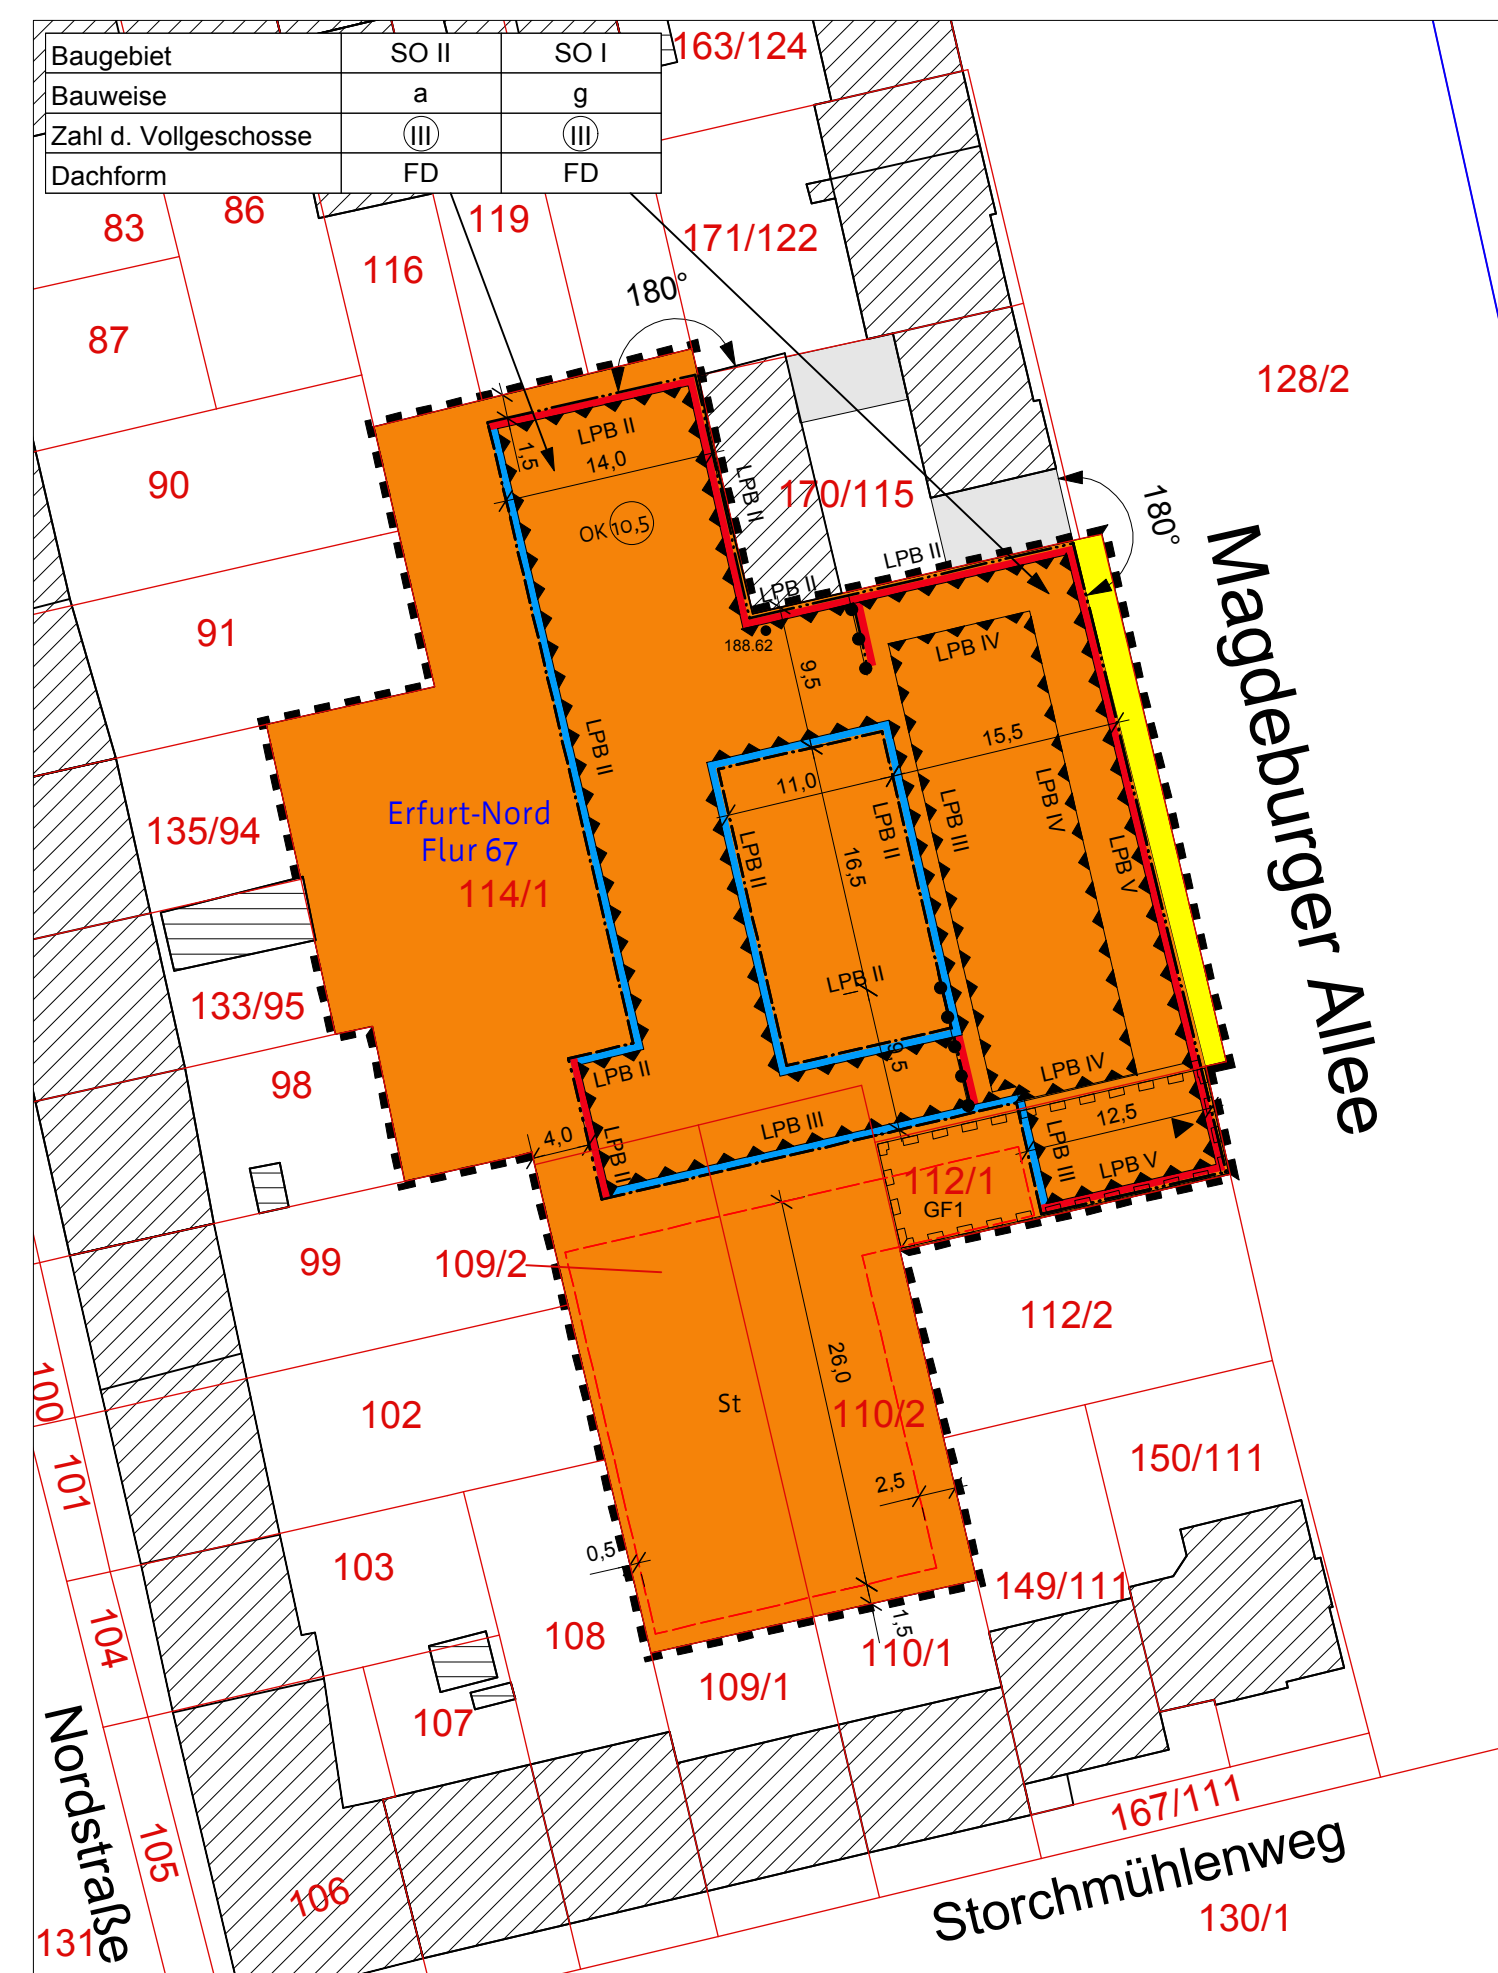 Baugebiet SO II SO I
Bauweise a g
Zahl d. Vollgeschosse III III
Dachform FD FD
163/124
83
86
119
116
171/122
87
180°
128/2
90
LPB II
1,5
14,0
LPB II
170/115
180°
OK 10,5
LPB II
LPB II
91
188.62
9,5
LPB IV
LPB II
15,5
11,0
Magdeburger Allee
135/94
Erfurt-Nord
Flur 67
114/1
LPB II
LPB II
LPB III
LPB IV
LPB V
16,5
LPB II
133/95
98
LPB II
9,5
LPB IV
4,0
LPB II
LPB III
12,5
LPB III
LPB V
112/1
GF1
99
109/2
112/2
26,0
100
102
St
110/2
150/111
101
2,5
103
0,5
149/111
1,5
104
108
110/1
109/1
107
Nordstraße
105
167/111
106
Storchmühlenweg
131
130/1